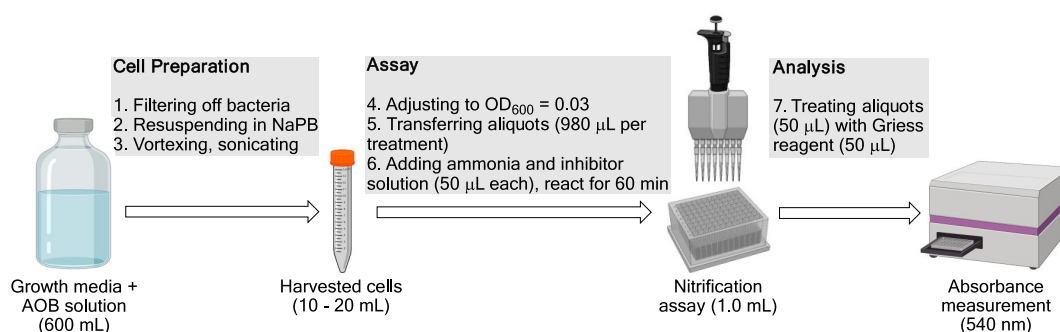 Cell Preparation
1. Filtering off bacteria
2. Resuspending in NaPB
3. Vortexing, sonicating
Assay
4. Adjusting to OD600 = 0.03
5. Transferring aliquots (980 μL per
treatment)
6. Adding ammonia and inhibitor
solution (50 μL each), react for 60 min
Analysis
7. Treating aliquots
(50 μL) with Griess
reagent (50 μL)
Growth media +
AOB solution
(600 mL)
Harvested cells
(10 - 20 mL)
Nitrification
assay (1.0 mL)
Absorbance
measurement
(540 nm)